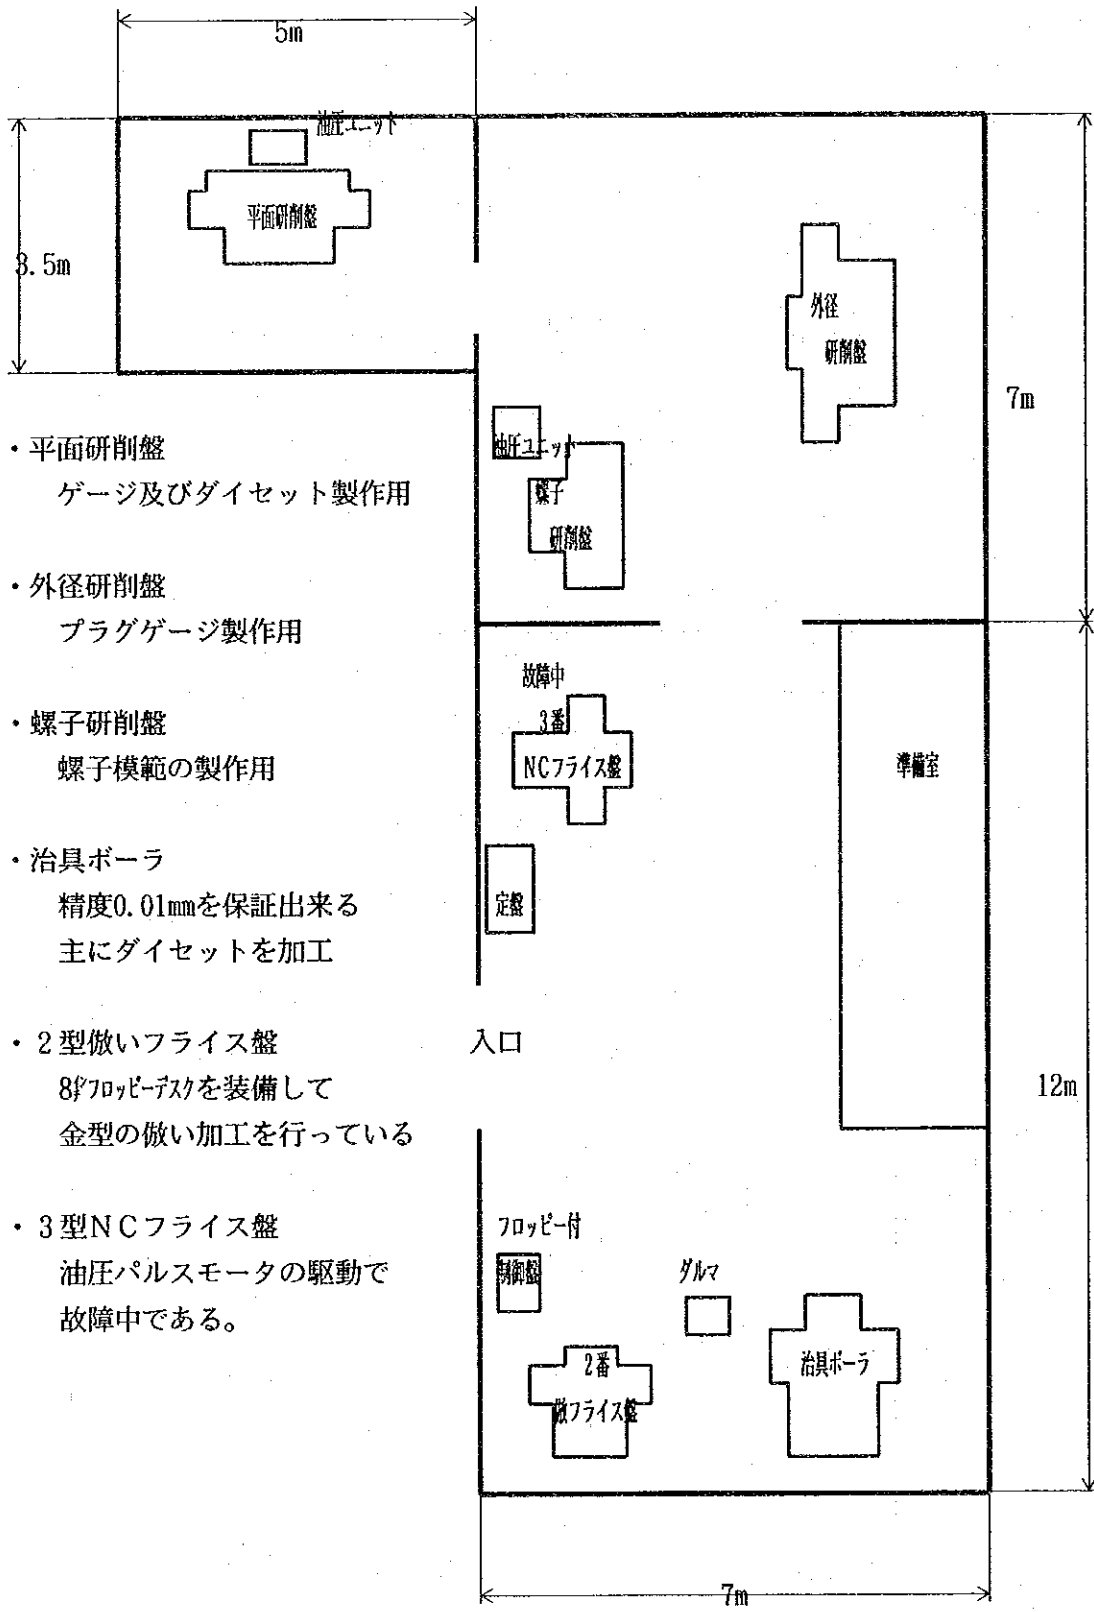 5m
油圧ユニット
平面研削盤
3.5m
外径
研削盤
7m
油圧ユニット
螺子
研削盤
・平面研削盤
ゲージ及びダイセット製作用
・外径研削盤
プラグゲージ製作用
・螺子研削盤
螺子模範の製作用
・治具ボーラ
精度0.01mmを保証出来る
主にダイセットを加工
・2型倣いフライス盤
8㌅フロッピーデスクを装備して
金型の倣い加工を行っている
・3型NCフライス盤
油圧パルスモータの駆動で
故障中である。
故障中
3番
NCフライス盤
準備室
定盤
入口
12m
フロッピー付
制御盤
ダルマ
2番
倣フライス盤
治具ボーラ
7m